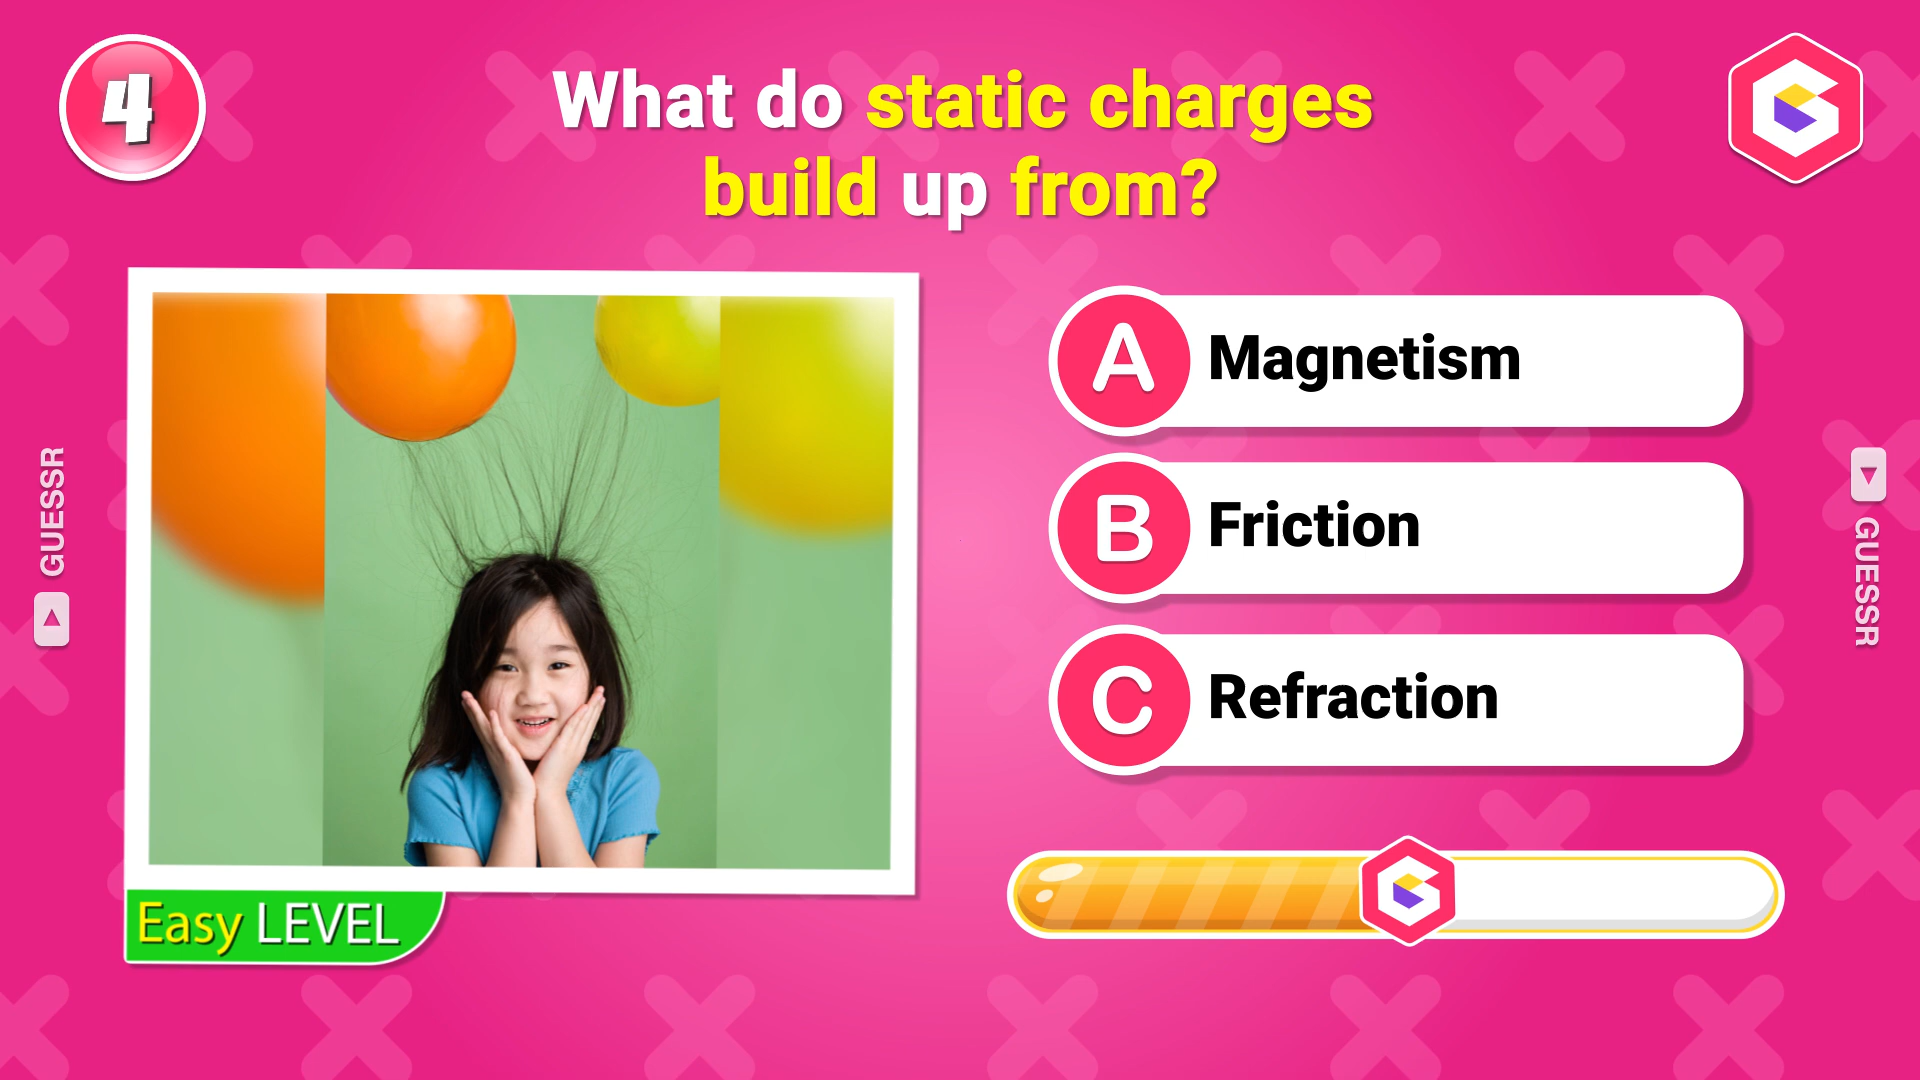 4
What do static charges
build up from?
A Magnetism
B Friction
C Refraction
Easy LEVEL
GUESSR
GUESSR